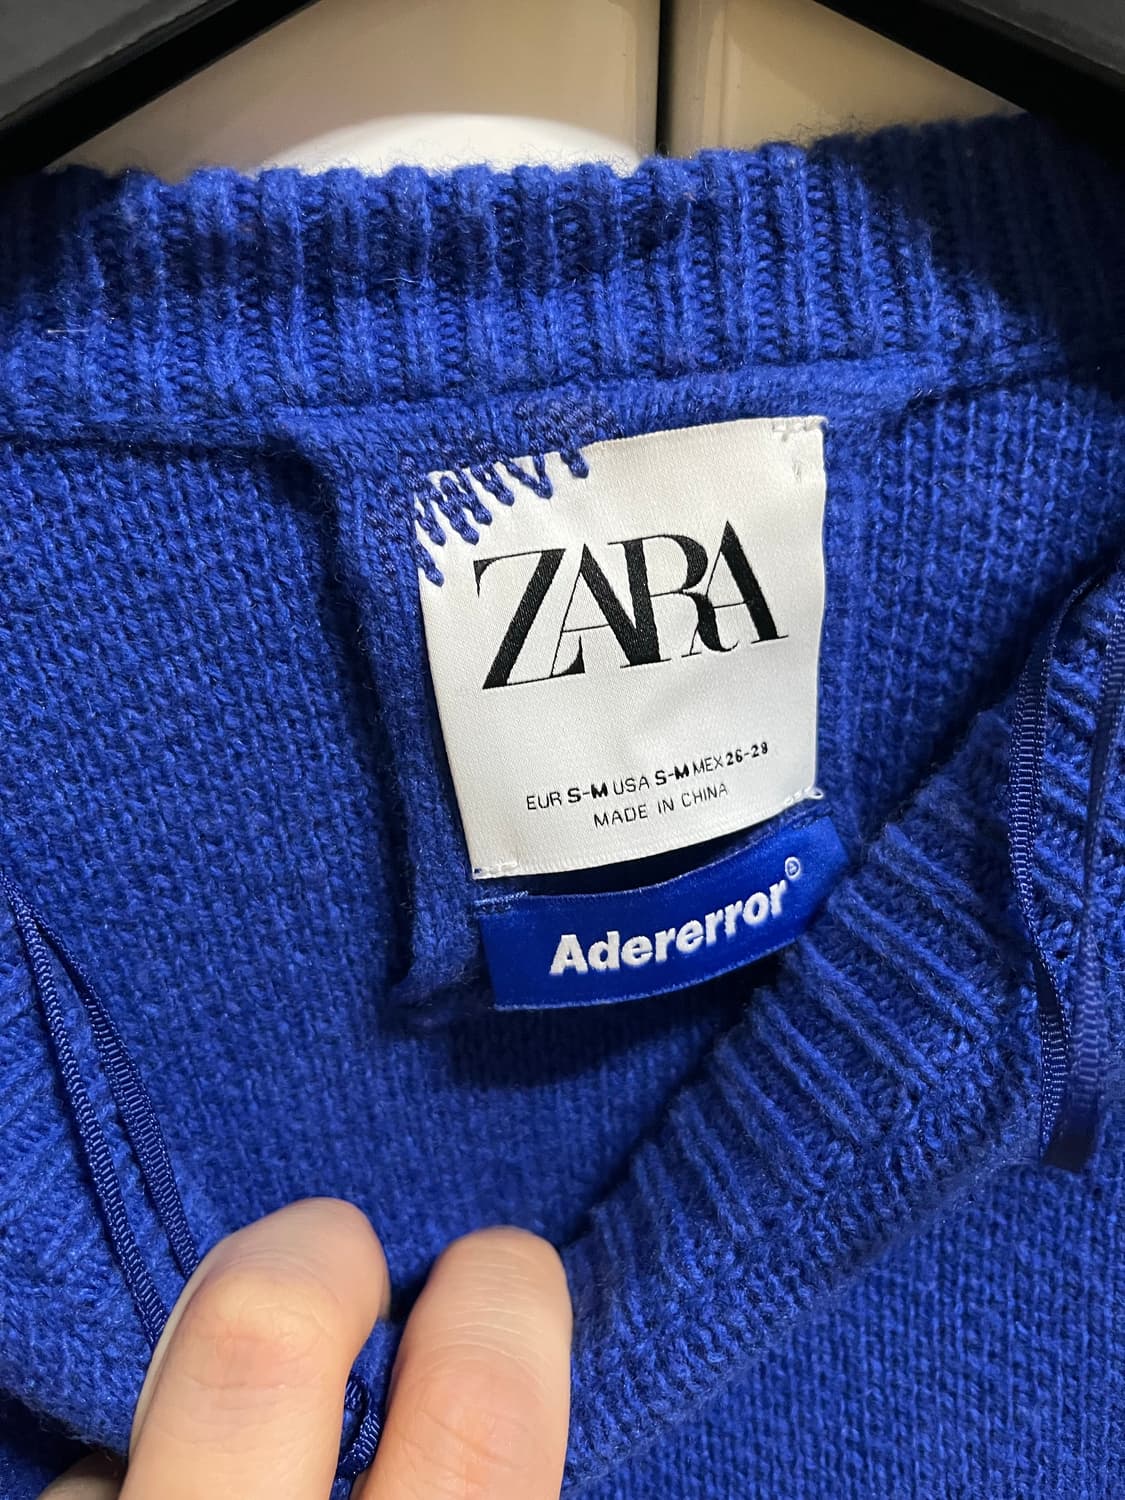 ZARA
EUR S-M USA S-M MEX 26-28
MADE IN CHINA
Adererror®